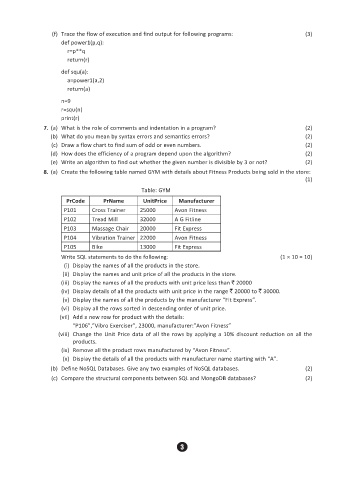 (f) Trace the flow of execution and find output for following programs: (3)
def power1(p,q):
r=p**q
return(r)
def squ(a):
a=power1(a,2)
return(a)
n=9
r=squ(n)
print(r)
7. (a) What is the role of comments and indentation in a program? (2)
(b) What do you mean by syntax errors and semantics errors? (2)
(c) Draw a flow chart to find sum of odd or even numbers. (2)
(d) How does the efficiency of a program depend upon the algorithm? (2)
(e) Write an algorithm to find out whether the given number is divisible by 3 or not? (2)
8. (a) Create the following table named GYM with details about Fitness Products being sold in the store:
(1)
Table: GYM
PrCode PrName UnitPrice Manufacturer
P101 Cross Trainer 25000 Avon Fitness
P102 Tread Mill 32000 A G Fitline
P103 Massage Chair 20000 Fit Express
P104 Vibration Trainer 22000 Avon Fitness
P105 Bike 13000 Fit Express
Write SQL statements to do the following: (1 × 10 = 10)
(i) Display the names of all the products in the store.
(ii) Display the names and unit price of all the products in the store.
(iii) Display the names of all the products with unit price less than ₹ 20000
(iv) Display details of all the products with unit price in the range ₹ 20000 to ₹ 30000.
(v) Display the names of all the products by the manufacturer "Fit Express".
(vi) Display all the rows sorted in descending order of unit price.
(vii) Add a new row for product with the details:
"P106","Vibro Exerciser", 23000, manufacturer:"Avon Fitness"
(viii) Change the Unit Price data of all the rows by applying a 10% discount reduction on all the
products.
(ix) Remove all the product rows manufactured by "Avon Fitness".
(x) Display the details of all the products with manufacturer name starting with "A".
(b) Define NoSQL Databases. Give any two examples of NoSQL databases. (2)
(c) Compare the structural components between SQL and MongoDB databases? (2)
3